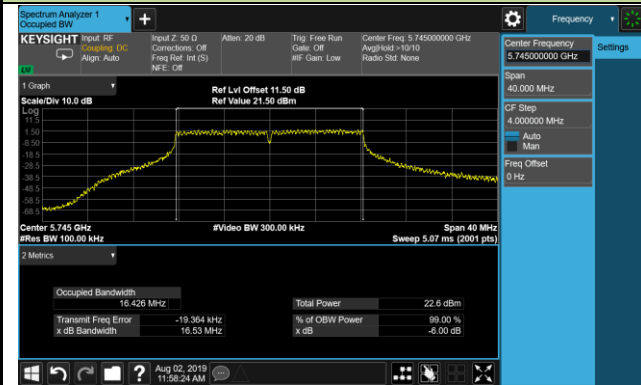 Spectrum Analyzer 1
Occupied BW
+
Frequency
KEYSIGHT
Input: RF
Coupling: DC
Align: Auto
Input Z: 50 Ω
Corrections: Off
Freq Ref: Int (S)
NFE: Off
Atten: 20 dB
Trig: Free Run
Gate: Off
#IF Gain: Low
Center Freq: 5.745000000 GHz
Avg|Hold:>10/10
Radio Std: None
1 Graph
Scale/Div 10.0 dB
Ref Lvl Offset 11.50 dB
Ref Value 21.50 dBm
Log
11.5
1.50
-8.50
-18.5
-28.5
-38.5
-48.5
-58.5
-68.5
Center 5.745 GHz
#Video BW 300.00 kHz
Span 40 MHz
#Res BW 100.00 kHz
Sweep 5.07 ms (2001 pts)
2 Metrics
Occupied Bandwidth
16.426 MHz
Total Power 22.6 dBm
Transmit Freq Error -19.364 kHz
% of OBW Power 99.00 %
x dB Bandwidth 16.53 MHz
x dB -6.00 dB
Aug 02, 2019
11:58:24 AM
Center Frequency
5.745000000 GHz
Settings
Span
40.000 MHz
CF Step
4.000000 MHz
Auto
Man
Freq Offset
0 Hz